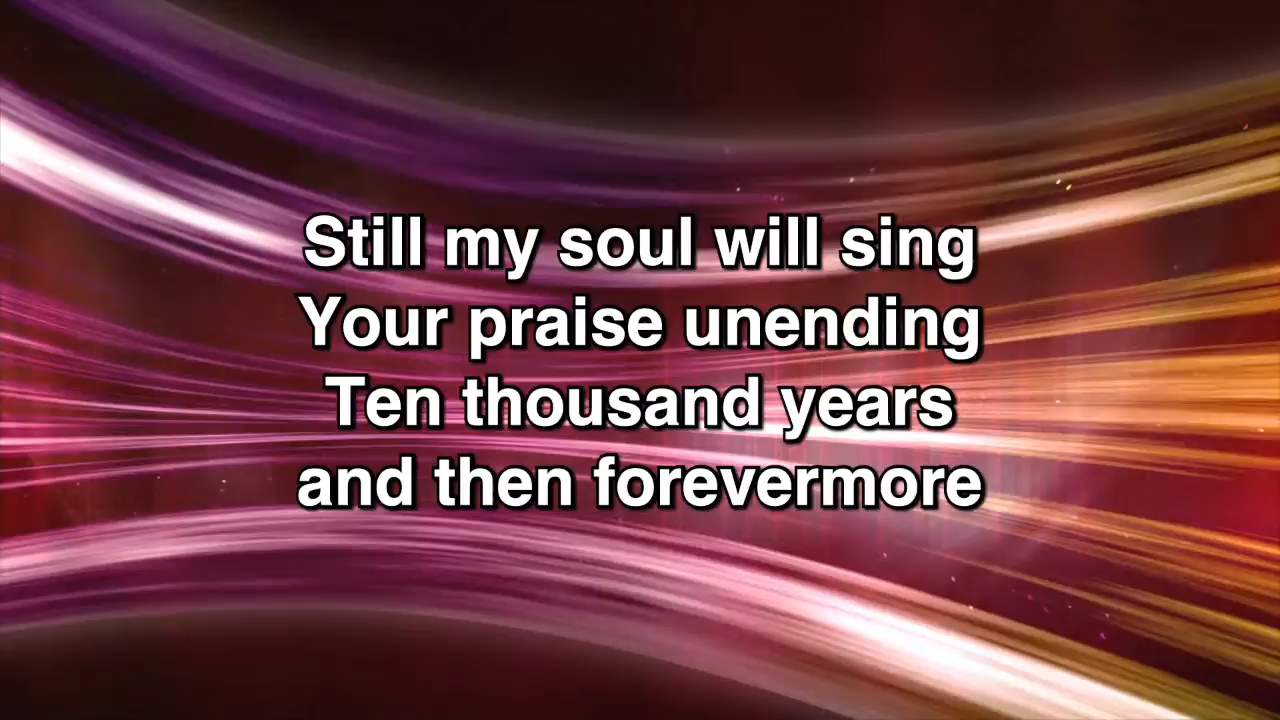 Still my soul will sing
Your praise unending
Ten thousand years
and then forevermore